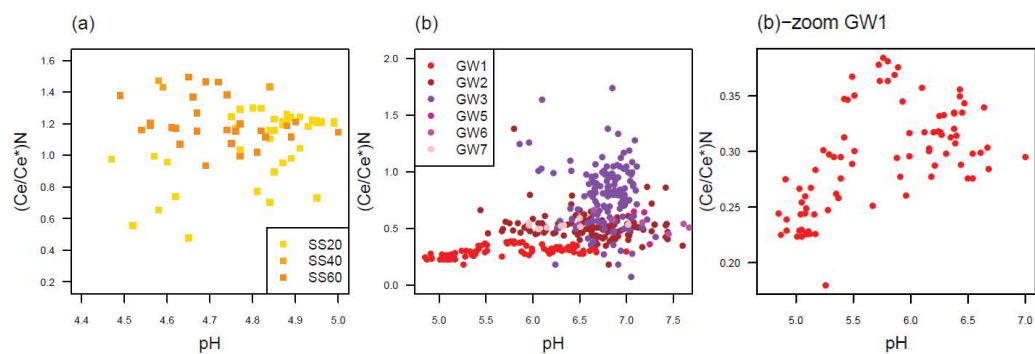 (a)
(Ce/Ce*)N
1.6
1.4
1.2
1.0
0.8
0.6
0.4
0.2
SS20
SS40
SS60
4.4 4.5 4.6 4.7 4.8 4.9 5.0
pH
(b)
(Ce/Ce*)N
2.0
1.5
1.0
0.5
0.0
GW1
GW2
GW3
GW5
GW6
GW7
5.0 5.5 6.0 6.5 7.0 7.5
pH
(b)−zoom GW1
(Ce/Ce*)N
0.35
0.30
0.25
0.20
5.0 5.5 6.0 6.5 7.0
pH